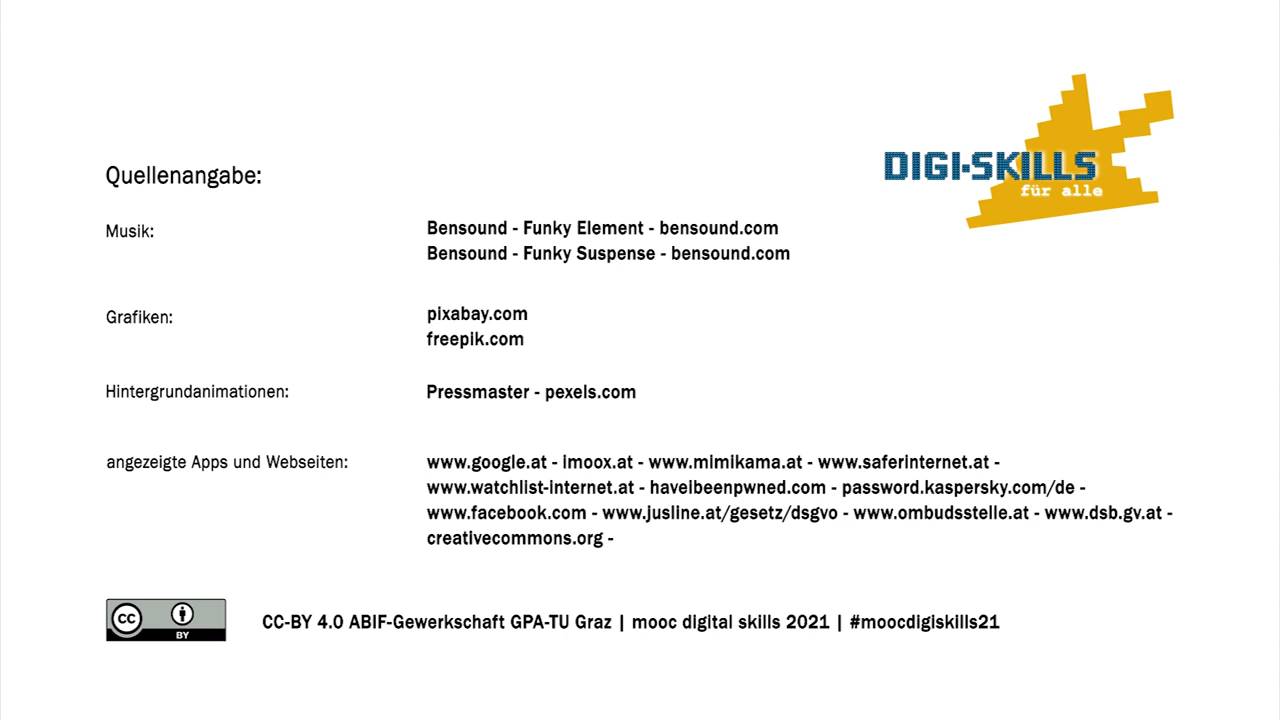 DIGI-SKILLS
für alle
Quellenangabe:
Musik:
Bensound - Funky Element - bensound.com
Bensound - Funky Suspense - bensound.com
Grafiken:
pixabay.com
freepik.com
Hintergrundanimationen:
Pressmaster - pexels.com
angezeigte Apps und Webseiten:
www.google.at - imoox.at - www.mimikama.at - www.saferinternet.at -
www.watchlist-internet.at - haveibeenpwned.com - password.kaspersky.com/de -
www.facebook.com - www.jusline.at/gesetz/dsgvo - www.ombudsstelle.at - www.dsb.gv.at -
creativecommons.org -
CC BY
CC-BY 4.0 ABIF-Gewerkschaft GPA-TU Graz | mooc digital skills 2021 | #moocdigiskills21